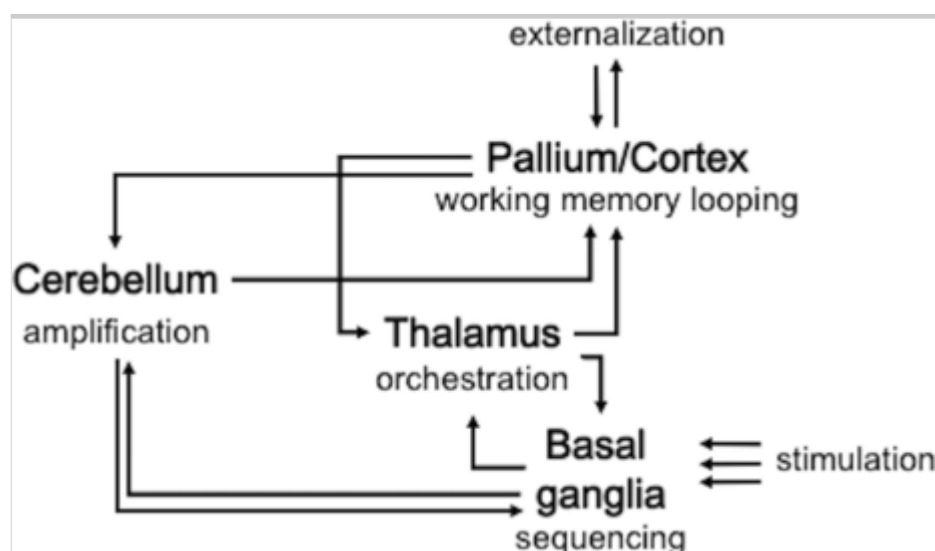 externalization
Pallium/Cortex
working memory looping
Cerebellum
amplification
Thalamus
orchestration
Basal
ganglia
sequencing
stimulation